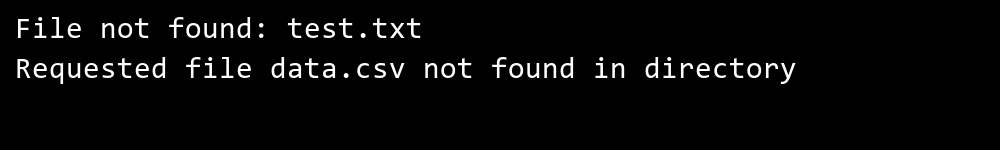 File not found: test.txt
Requested file data.csv not found in directory